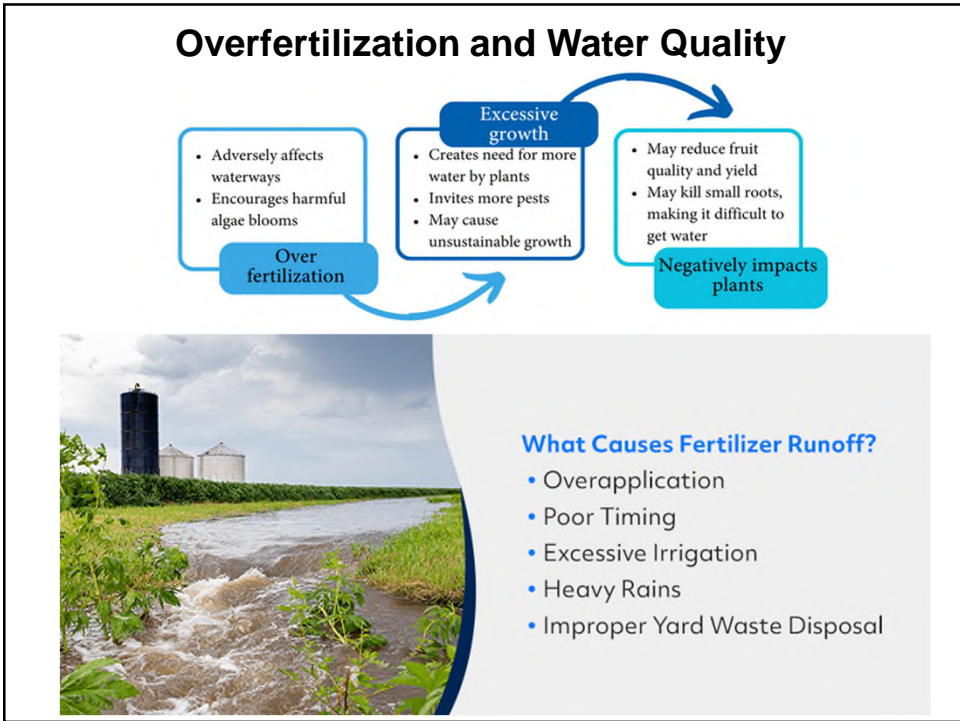 Overfertilization and Water Quality
• Adversely affects
waterways
• Encourages harmful
algae blooms
Over
fertilization
Excessive
growth
• Creates need for more
water by plants
• Invites more pests
• May cause
unsustainable growth
• May reduce fruit
quality and yield
• May kill small roots,
making it difficult to
get water
Negatively impacts
plants
What Causes Fertilizer Runoff?
• Overapplication
• Poor Timing
• Excessive Irrigation
• Heavy Rains
• Improper Yard Waste Disposal